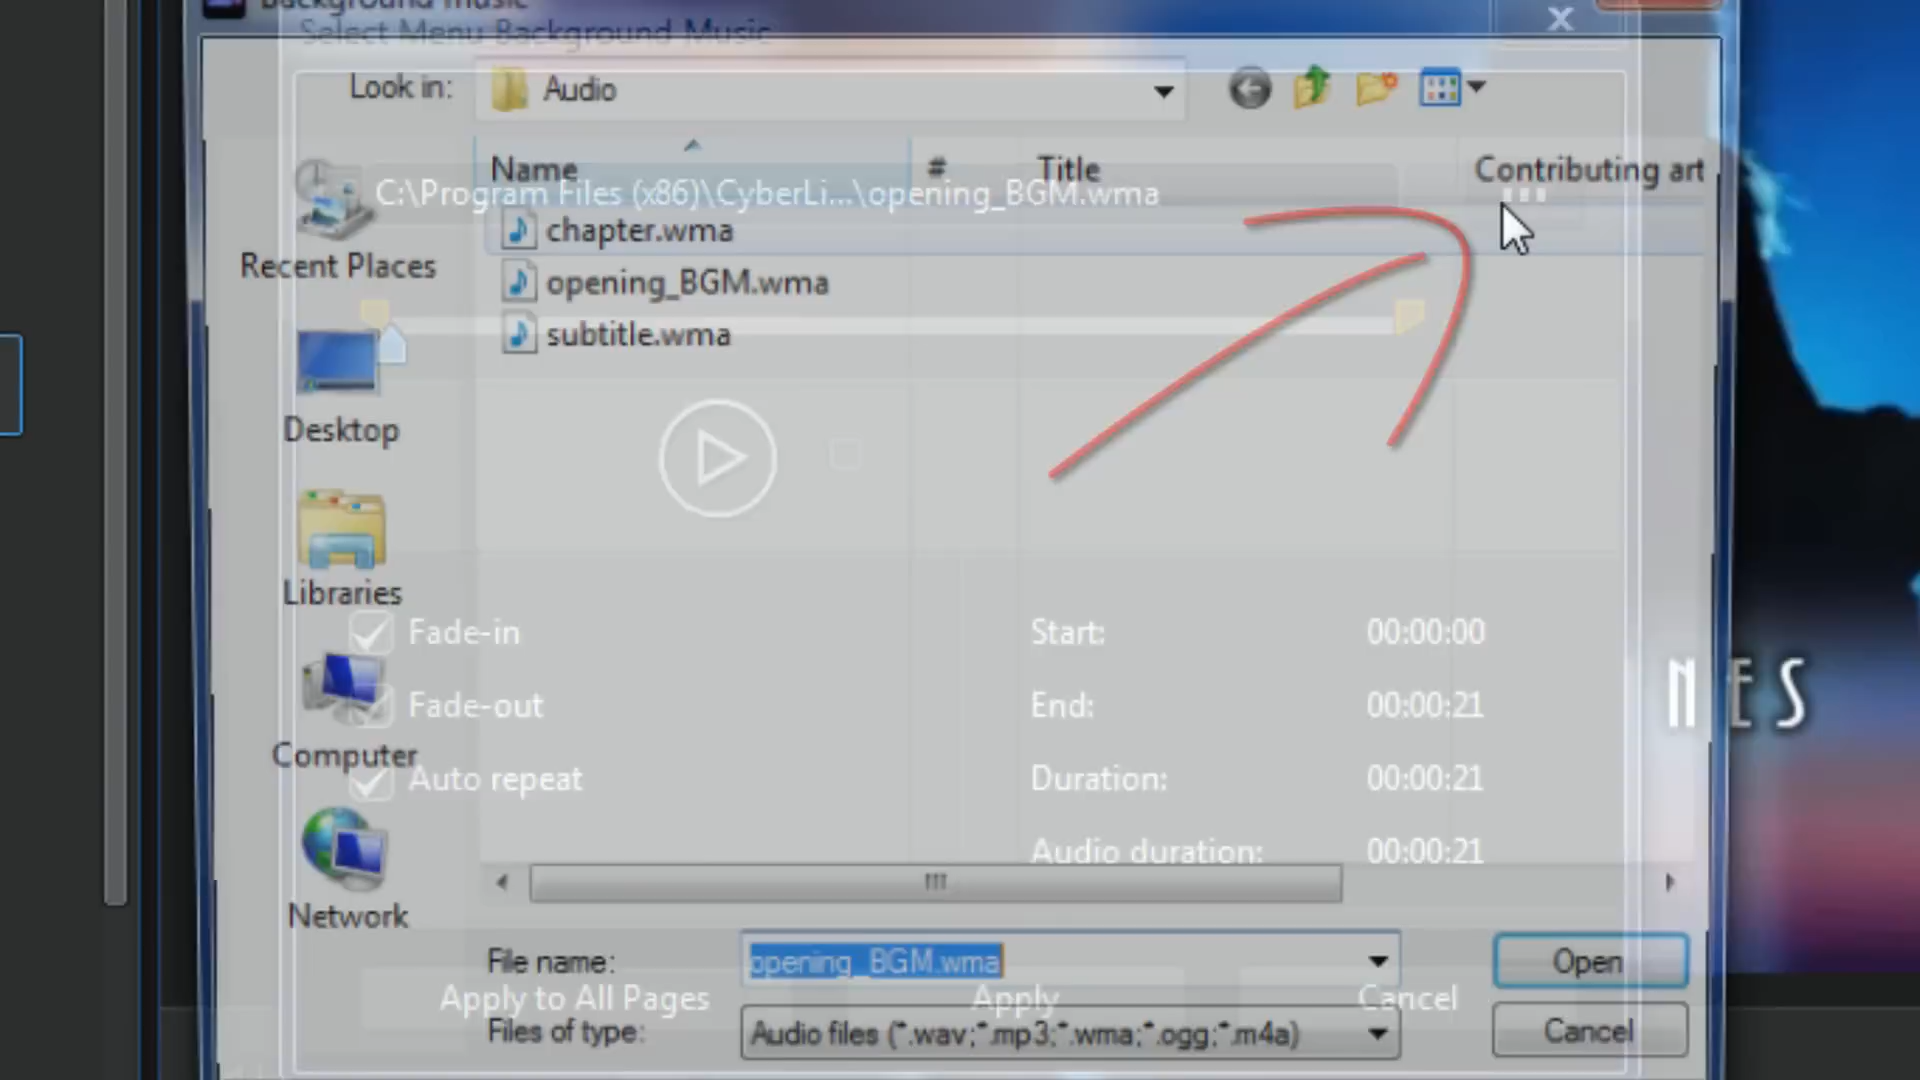 Background Music
Select Menu Background Music
Look in: Audio
Name # Title Contributing art
C:\Program Files (x86)\CyberLi...\opening_BGM.wma ...
chapter.wma
Recent Places
opening_BGM.wma
subtitle.wma
Desktop
Libraries
Fade-in Start: 00:00:00
Fade-out End: 00:00:21
NES
Computer
Auto repeat Duration: 00:00:21
Audio duration: 00:00:21
Network
File name: opening_BGM.wma Open
Apply to All Pages Apply Cancel
Files of type: Audio files (*.wav;*.mp3;*.wma;*.ogg;*.m4a) Cancel